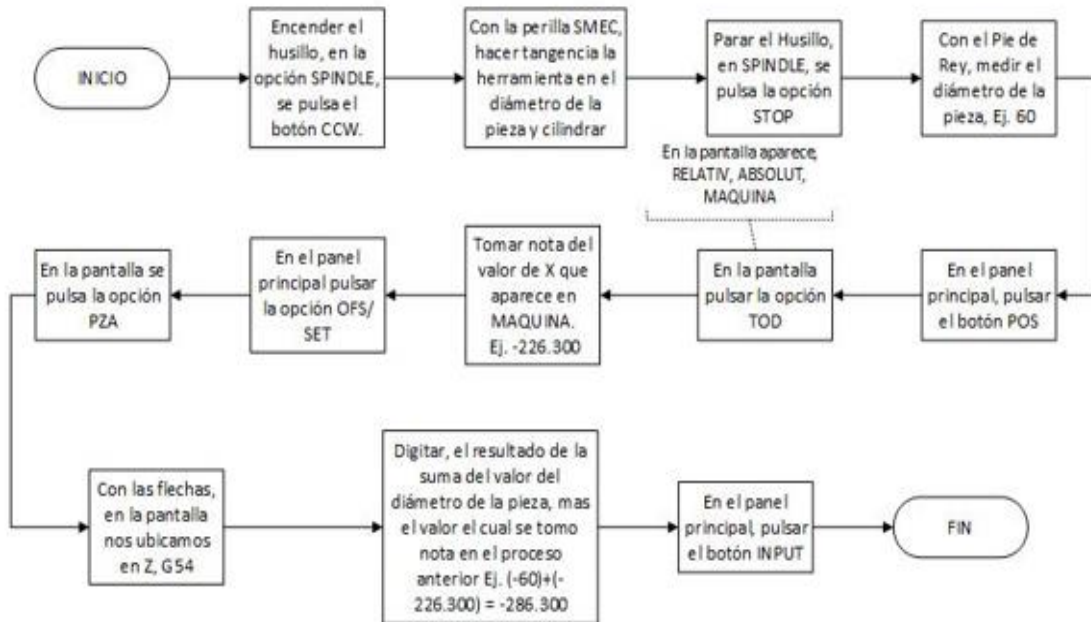 INICIO
Encender el
husillo, en la
opción SPINDLE,
se pulsa el
botón CCW.
Con la perilla SMEC,
hacer tangencia la
herramienta en el
diámetro de la
pieza y cilindrar
Parar el Husillo,
en SPINDLE, se
pulsa la opción
STOP
Con el Pie de
Rey, medir el
diámetro de la
pieza, Ej. 60
En el panel
principal, pulsar
el botón POS
En la pantalla aparece,
RELATIV, ABSOLUT,
MAQUINA
En la pantalla
pulsar la opción
TOD
Tomar nota del
valor de X que
aparece en
MAQUINA.
Ej. -226.300
En el panel
principal pulsar
la opción OFS/
SET
En la pantalla se
pulsa la opción
PZA
Con las flechas,
en la pantalla
nos ubicamos
en Z, G54
Digitar, el resultado de la
suma del valor del
diámetro de la pieza, mas
el valor el cual se tomo
nota en el proceso
anterior Ej. (-60)+(-
226.300) = -286.300
En el panel
principal, pulsar
el botón INPUT
FIN